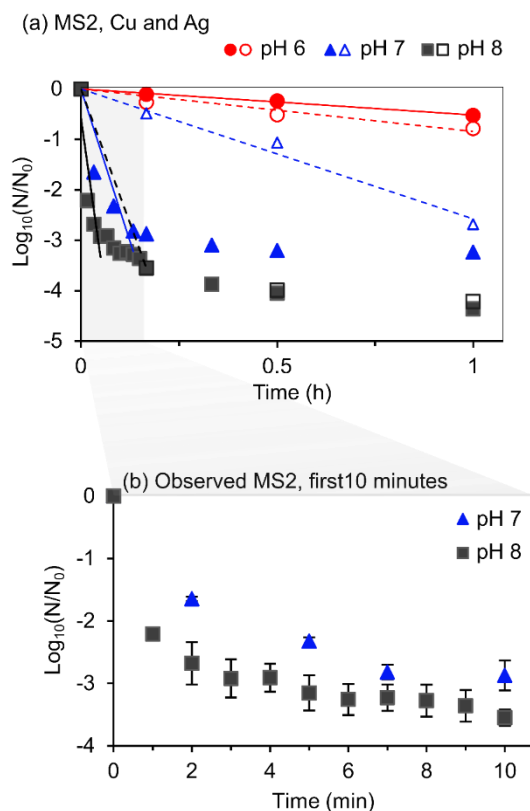 (a) MS2, Cu and Ag
pH 6 pH 7 pH 8
0
-1
-2
-3
-4
-5
Log10(N/N0)
0 0.5 1
Time (h)
(b) Observed MS2, first10 minutes
pH 7
pH 8
0
-1
-2
-3
-4
Log10(N/N0)
0 2 4 6 8 10
Time (min)